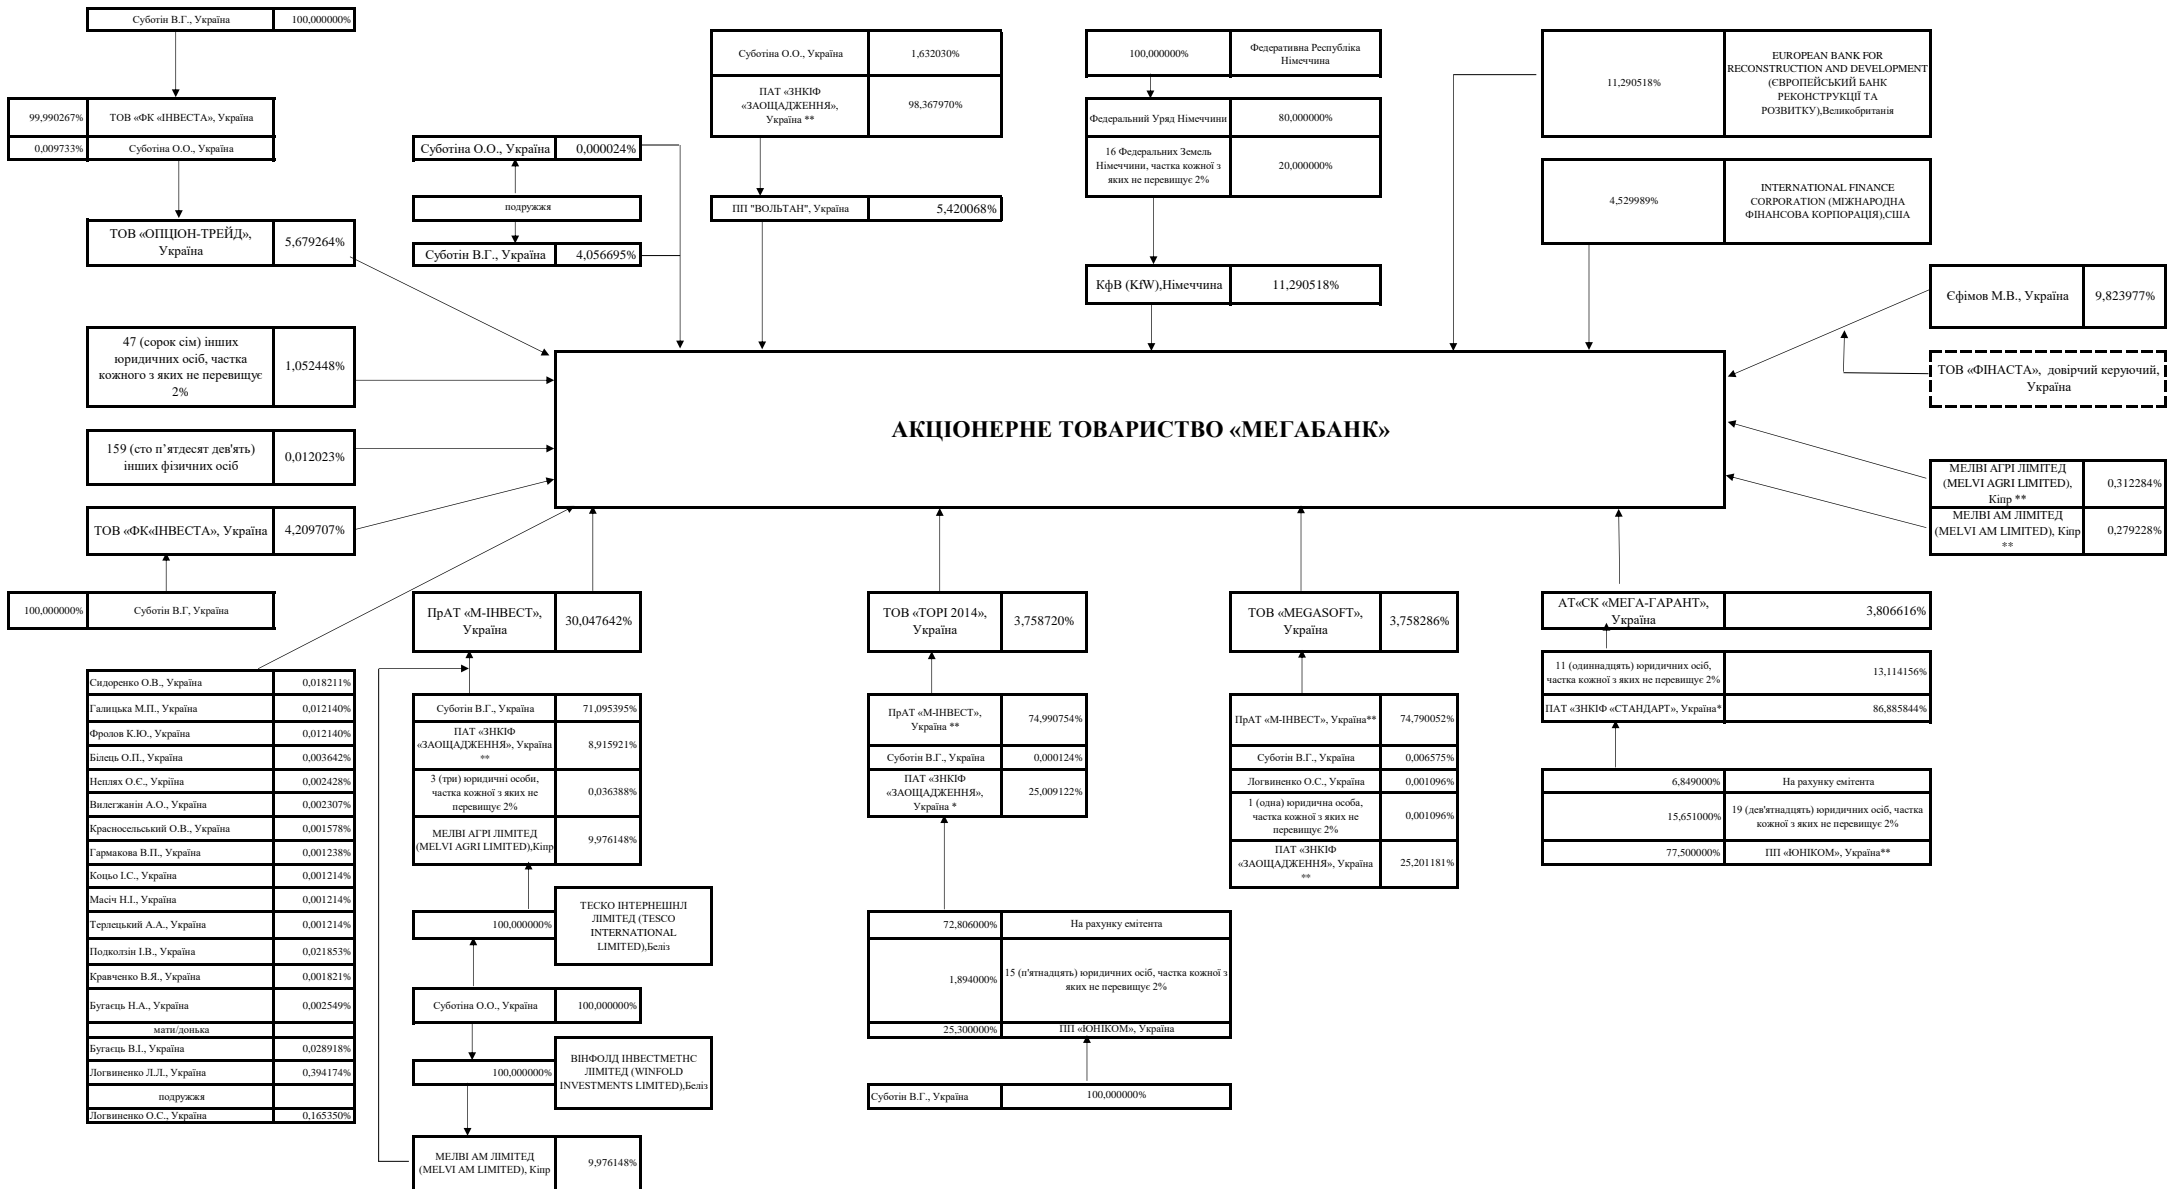 Суботін В.Г., Україна 100,000000%
99,990267% ТОВ «ФК «ІНВЕСТА», Україна
0,009733% Суботіна О.О., Україна
ТОВ «ОПЦІОН-ТРЕЙД»,
Україна
5,679264%
Суботіна О.О., Україна 0,000024%
подружжя
Суботін В.Г., Україна 4,056695%
Суботіна О.О., Україна 1,632030%
ПАТ «ЗНКІФ
«ЗАОЩАДЖЕННЯ»,
Україна **
98,367970%
ПП "ВОЛЬТАН", Україна 5,420068%
100,000000%
Федеративна Республіка
Німеччина
Федеральний Уряд Німеччини 80,000000%
16 Федеральних Земель
Німеччини, частка кожної з
яких не перевищує 2%
20,000000%
КфВ (KfW),Німеччина 11,290518%
11,290518%
EUROPEAN BANK FOR
RECONSTRUCTION AND DEVELOPMENT
(ЄВРОПЕЙСЬКИЙ БАНК
РЕКОНСТРУКЦІЇ ТА
РОЗВИТКУ),Великобританія
4,529989%
INTERNATIONAL FINANCE
CORPORATION (МІЖНАРОДНА
ФІНАНСОВА КОРПОРАЦІЯ),США
Єфімов М.В., Україна 9,823977%
ТОВ «ФІНАСТА», довірчий керуючий,
Україна
МЕЛВІ АГРІ ЛІМІТЕД
(MELVI AGRI LIMITED),
Кіпр **
0,312284%
МЕЛВІ АМ ЛІМІТЕД
(MELVI AM LIMITED), Кіпр
**
0,279228%
47 (сорок сім) інших
юридичних осіб, частка
кожного з яких не перевищує
2%
1,052448%
159 (сто п’ятдесят дев'ять)
інших фізичних осіб
0,012023%
ТОВ «ФК«ІНВЕСТА», Україна 4,209707%
100,000000% Суботін В.Г, Україна
АКЦІОНЕРНЕ ТОВАРИСТВО «МЕГАБАНК»
Сидоренко О.В., Україна 0,018211%
Галицька М.П., Україна 0,012140%
Фролов К.Ю., Україна 0,012140%
Білець О.П., Україна 0,003642%
Неплях О.Є., Укріїна 0,002428%
Вилегжанін А.О., Україна 0,002307%
Красносельський О.В., Україна 0,001578%
Гармакова В.П., Україна 0,001238%
Коцьо І.С., Україна 0,001214%
Масіч Н.І., Україна 0,001214%
Терлецький А.А., Україна 0,001214%
Подколзін І.В., Україна 0,021853%
Кравченко В.Я., Україна 0,001821%
Бугаєць Н.А., Україна 0,002549%
мати/донька
Бугаєць В.І., Україна 0,028918%
Логвиненко Л.Л., Україна 0,394174%
подружжя
Логвиненко О.С., Україна 0,165350%
ПрАТ «М-ІНВЕСТ»,
Україна
30,047642%
Суботін В.Г., Україна 71,095395%
ПАТ «ЗНКІФ
«ЗАОЩАДЖЕННЯ», Україна
**
8,915921%
3 (три) юридичні особи,
частка кожної з яких не
перевищує 2%
0,036388%
МЕЛВІ АГРІ ЛІМІТЕД
(MELVI AGRI LIMITED),Кіпр
9,976148%
100,000000%
ТЕСКО ІНТЕРНЕШНЛ
ЛІМІТЕД (TESCO
INTERNATIONAL
LIMITED),Беліз
Суботіна О.О., Україна 100,000000%
100,000000%
ВІНФОЛД ІНВЕСТМЕТНС
ЛІМІТЕД (WINFOLD
INVESTMENTS LIMITED),Беліз
МЕЛВІ АМ ЛІМІТЕД
(MELVI AM LIMITED), Кіпр
9,976148%
ТОВ «ТОРІ 2014»,
Україна
3,758720%
ПрАТ «М-ІНВЕСТ»,
Україна **
74,990754%
Суботін В.Г., Україна 0,000124%
ПАТ «ЗНКІФ
«ЗАОЩАДЖЕННЯ»,
Україна *
25,009122%
72,806000% На рахунку емітента
1,894000%
15 (п'ятнадцять) юридичних осіб, частка кожної з
яких не перевищує 2%
25,300000% ПП «ЮНІКОМ», Україна
Суботін В.Г., Україна 100,000000%
ТОВ «MEGASOFT»,
Україна
3,758286%
ПрАТ «М-ІНВЕСТ», Україна** 74,790052%
Суботін В.Г., Україна 0,006575%
Логвиненко О.С., Україна 0,001096%
1 (одна) юридична особа,
частка кожної з яких не
перевищує 2%
0,001096%
ПАТ «ЗНКІФ
«ЗАОЩАДЖЕННЯ», Україна
**
25,201181%
АТ«СК «МЕГА-ГАРАНТ»,
Україна
3,806616%
11 (одиннадцять) юридичних осіб,
частка кожної з яких не перевищує 2%
13,114156%
ПАТ «ЗНКІФ «СТАНДАРТ», Україна* 86,885844%
6,849000% На рахунку емітента
15,651000%
19 (дев'ятнадцять) юридичних осіб, частка
кожної з яких не перевищує 2%
77,500000% ПП «ЮНІКОМ», Україна**